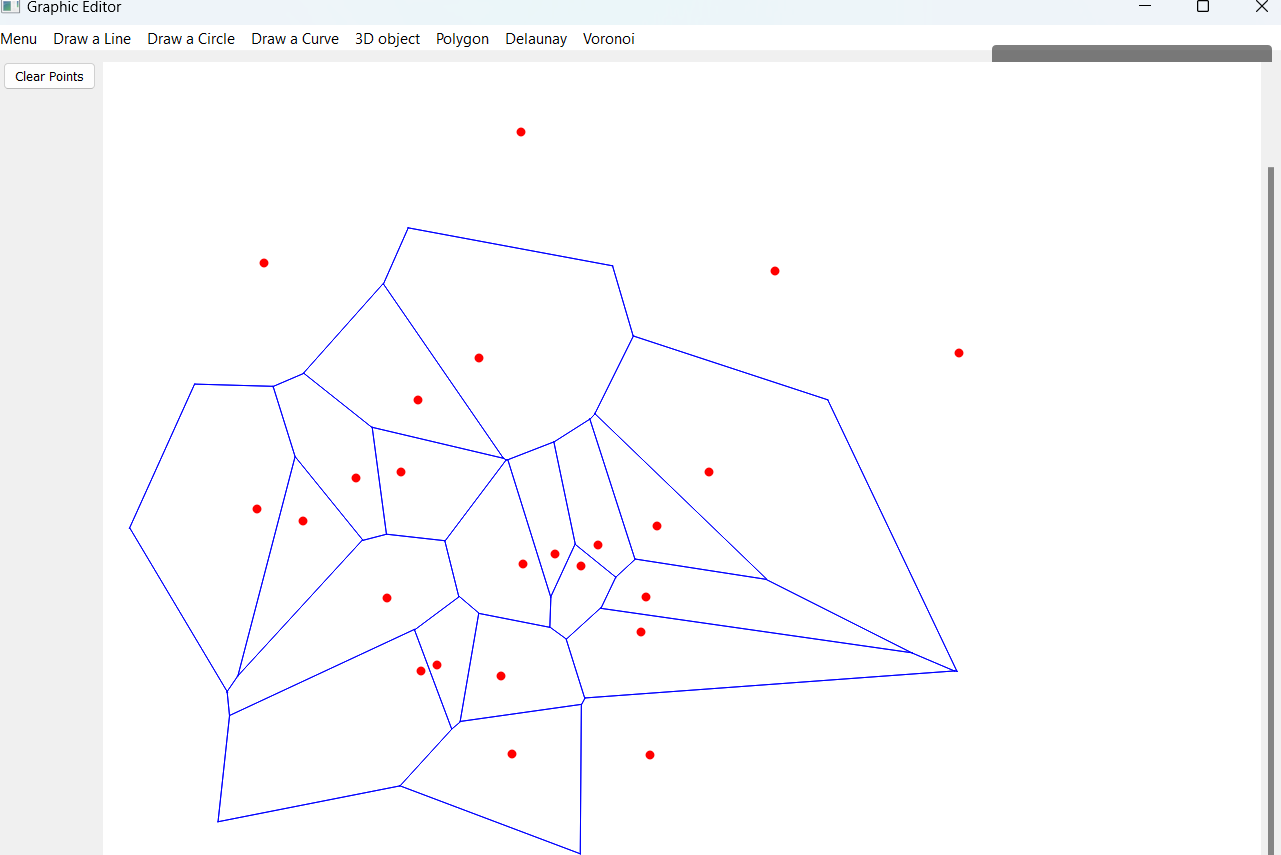 Graphic Editor
Menu Draw a Line Draw a Circle Draw a Curve 3D object Polygon Delaunay Voronoi
Clear Points